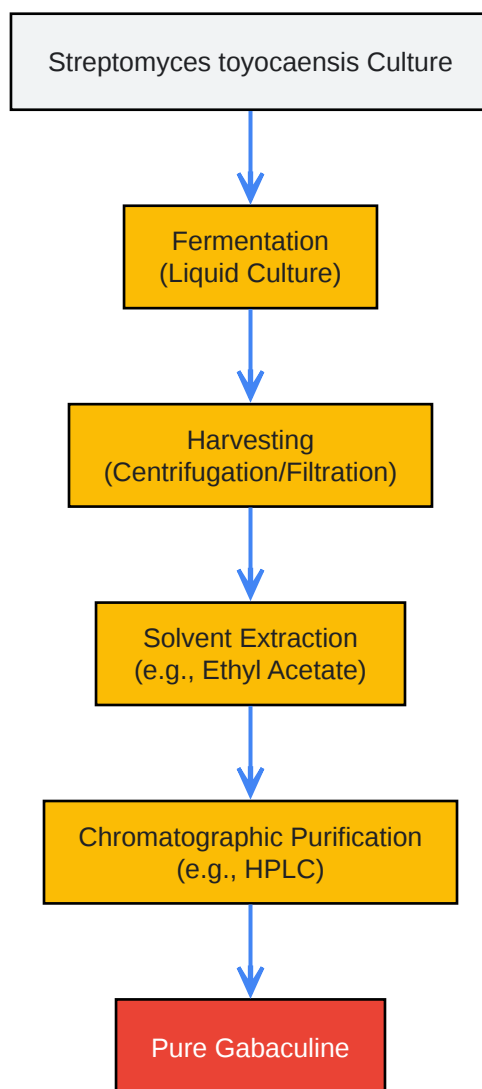 Streptomyces toyocaensis Culture
Fermentation
(Liquid Culture)
Harvesting
(Centrifugation/Filtration)
Solvent Extraction
(e.g., Ethyl Acetate)
Chromatographic Purification
(e.g., HPLC)
Pure Gabaculine